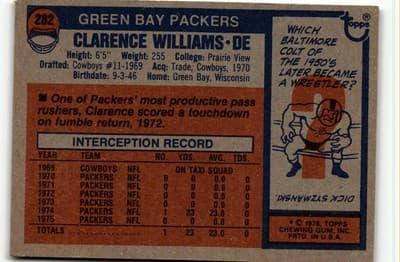 282
GREEN BAY PACKERS
CLARENCE WILLIAMS•DE
Height: 6'5" Weight: 255 College: Prairie View
Drafted: Cowboys #11-1969 Acq: Trade, Cowboys, 1970
Birthdate: 9-3-46 Home: Green Bay, Wisconsin
■ One of Packers' most productive pass
rushers, Clarence scored a touchdown
on fumble return, 1972.
INTERCEPTION RECORD
YEAR TEAM NO. YDS. AVG. TD
1969 COWBOYS NFL ON TAXI SQUAD
1970 PACKERS NFL 0 0 0.0 0
1971 PACKERS NFL 0 0 0.0 0
1972 PACKERS NFL 0 0 0.0 0
1973 PACKERS NFL 0 0 0.0 0
1974 PACKERS NFL 1 23 23.0 0
1975 PACKERS NFL 0 0 0.0 0
TOTALS 1 23 23.0 0
topps
WHICH
BALTIMORE
COLT OF
THE
1950'S
LATER BECAME
A WRESTLER?
DICK SZYMANSKI.
* © 1976, TOPPS
CHEWING GUM, INC.
PRTD. IN U.S.A.